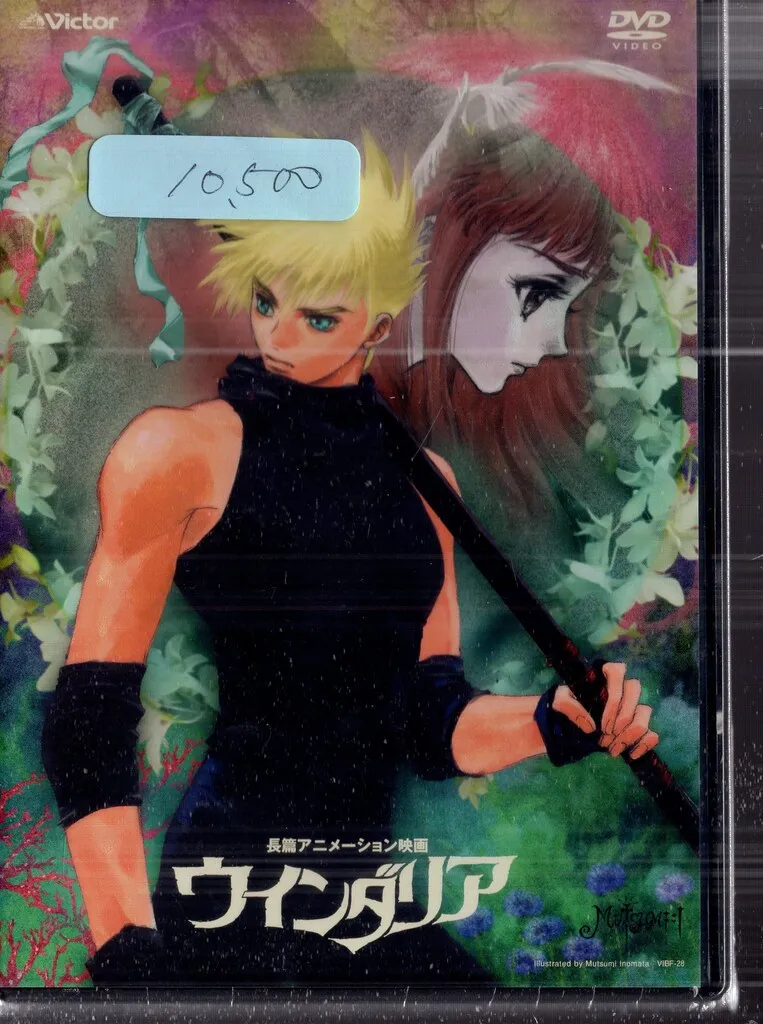 Victor
DVD
VIDEO
10,500
長篇アニメーション映画
ウインダリア
Illustrated by Mutsumi Inomata VIBF-28